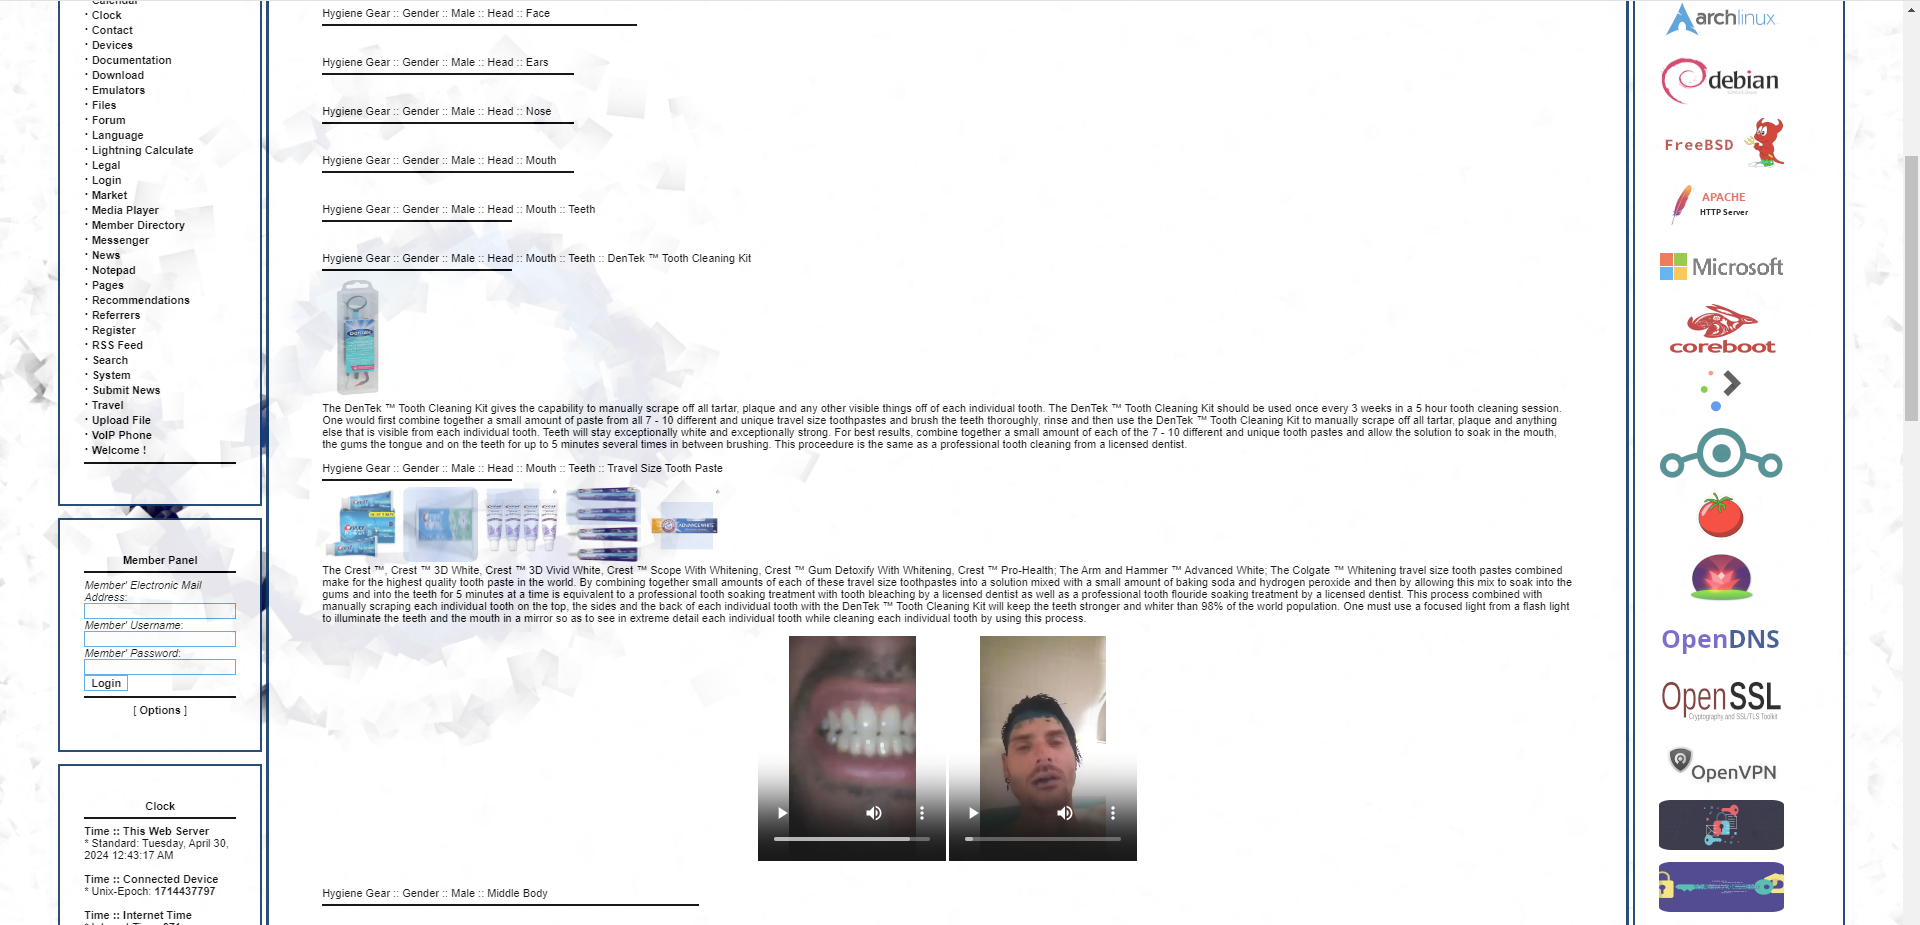 Calendar
· Clock
· Contact
· Devices
· Documentation
· Download
· Emulators
· Files
· Forum
· Language
· Lightning Calculate
· Legal
· Login
· Market
· Media Player
· Member Directory
· Messenger
· News
· Notepad
· Pages
· Recommendations
· Referrers
· Register
· RSS Feed
· Search
· System
· Submit News
· Travel
· Upload File
· VoIP Phone
· Welcome !
Member Panel
Member' Electronic Mail
Address:
Member' Username:
Member' Password:
Login
[ Options ]
Clock
Time :: This Web Server
* Standard: Tuesday, April 30,
2024 12:43:17 AM
Time :: Connected Device
* Unix-Epoch: 1714437797
Time :: Internet Time
Hygiene Gear :: Gender :: Male :: Head :: Face
Hygiene Gear :: Gender :: Male :: Head :: Ears
Hygiene Gear :: Gender :: Male :: Head :: Nose
Hygiene Gear :: Gender :: Male :: Head :: Mouth
Hygiene Gear :: Gender :: Male :: Head :: Mouth :: Teeth
Hygiene Gear :: Gender :: Male :: Head :: Mouth :: Teeth :: DenTek ™ Tooth Cleaning Kit
DenTek
The DenTek ™ Tooth Cleaning Kit gives the capability to manually scrape off all tartar, plaque and any other visible things off of each individual tooth. The DenTek ™ Tooth Cleaning Kit should be used once every 3 weeks in a 5 hour tooth cleaning session.
One would first combine together a small amount of paste from all 7 - 10 different and unique travel size toothpastes and brush the teeth thoroughly, rinse and then use the DenTek ™ Tooth Cleaning Kit to manually scrape off all tartar, plaque and anything
else that is visible from each individual tooth. Teeth will stay exceptionally white and exceptionally strong. For best results, combine together a small amount of each of the 7 - 10 different and unique tooth pastes and allow the solution to soak in the mouth,
the gums the tongue and on the teeth for up to 5 minutes several times in between brushing. This proceedure is the same as a professional tooth cleaning from a licensed dentist.
Hygiene Gear :: Gender :: Male :: Head :: Mouth :: Teeth :: Travel Size Tooth Paste
Crest
ADVANCE WHITE
The Crest ™, Crest ™ 3D White, Crest ™ 3D Vivid White, Crest ™ Scope With Whitening, Crest ™ Gum Detoxify With Whitening, Crest ™ Pro-Health; The Arm and Hammer ™ Advanced White; The Colgate ™ Whitening travel size tooth pastes combined
make for the highest quality tooth paste in the world. By combining together small amounts of each of these travel size toothpastes into a solution mixed with a small amount of baking soda and hydrogen peroxide and then by allowing this mix to soak into the
gums and into the teeth for 5 minutes at a time is equivalent to a professional tooth soaking treatment with tooth bleaching by a licensed dentist as well as a professional tooth flouride soaking treatment by a licensed dentist. This process combined with
manually scraping each individual tooth on the top, the sides and the back of each individual tooth with the DenTek ™ Tooth Cleaning Kit will keep the teeth stronger and whiter than 98% of the world population. One must use a focused light from a flash light
to illuminate the teeth and the mouth in a mirror so as to see in extreme detail each individual tooth while cleaning each individual tooth by using this process.
Hygiene Gear :: Gender :: Male :: Middle Body
archlinux
debian
FreeBSD
APACHE
HTTP Server
Microsoft
coreboot
OpenDNS
OpenSSL
Cryptography and SSL/TLS Toolkit
OpenVPN